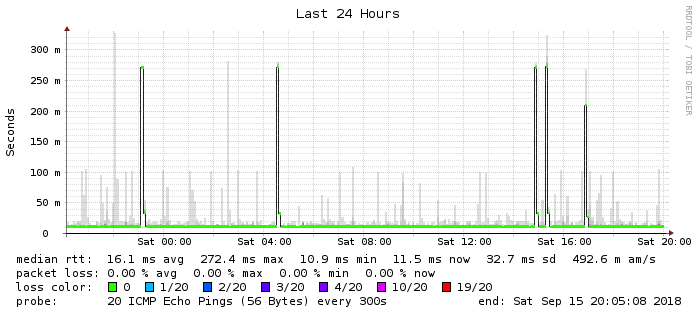 Last 24 Hours
RRDTOOL / TOBI OETIKER
Seconds
300 m
250 m
200 m
150 m
100 m
50 m
0
Sat 00:00 Sat 04:00 Sat 08:00 Sat 12:00 Sat 16:00 Sat 20:00
median rtt: 16.1 ms avg 272.4 ms max 10.9 ms min 11.5 ms now 32.7 ms sd 492.6 m am/s
packet loss: 0.00 % avg 0.00 % max 0.00 % min 0.00 % now
loss color: 0 1/20 2/20 3/20 4/20 10/20 19/20
probe: 20 ICMP Echo Pings (56 Bytes) every 300s end: Sat Sep 15 20:05:08 2018